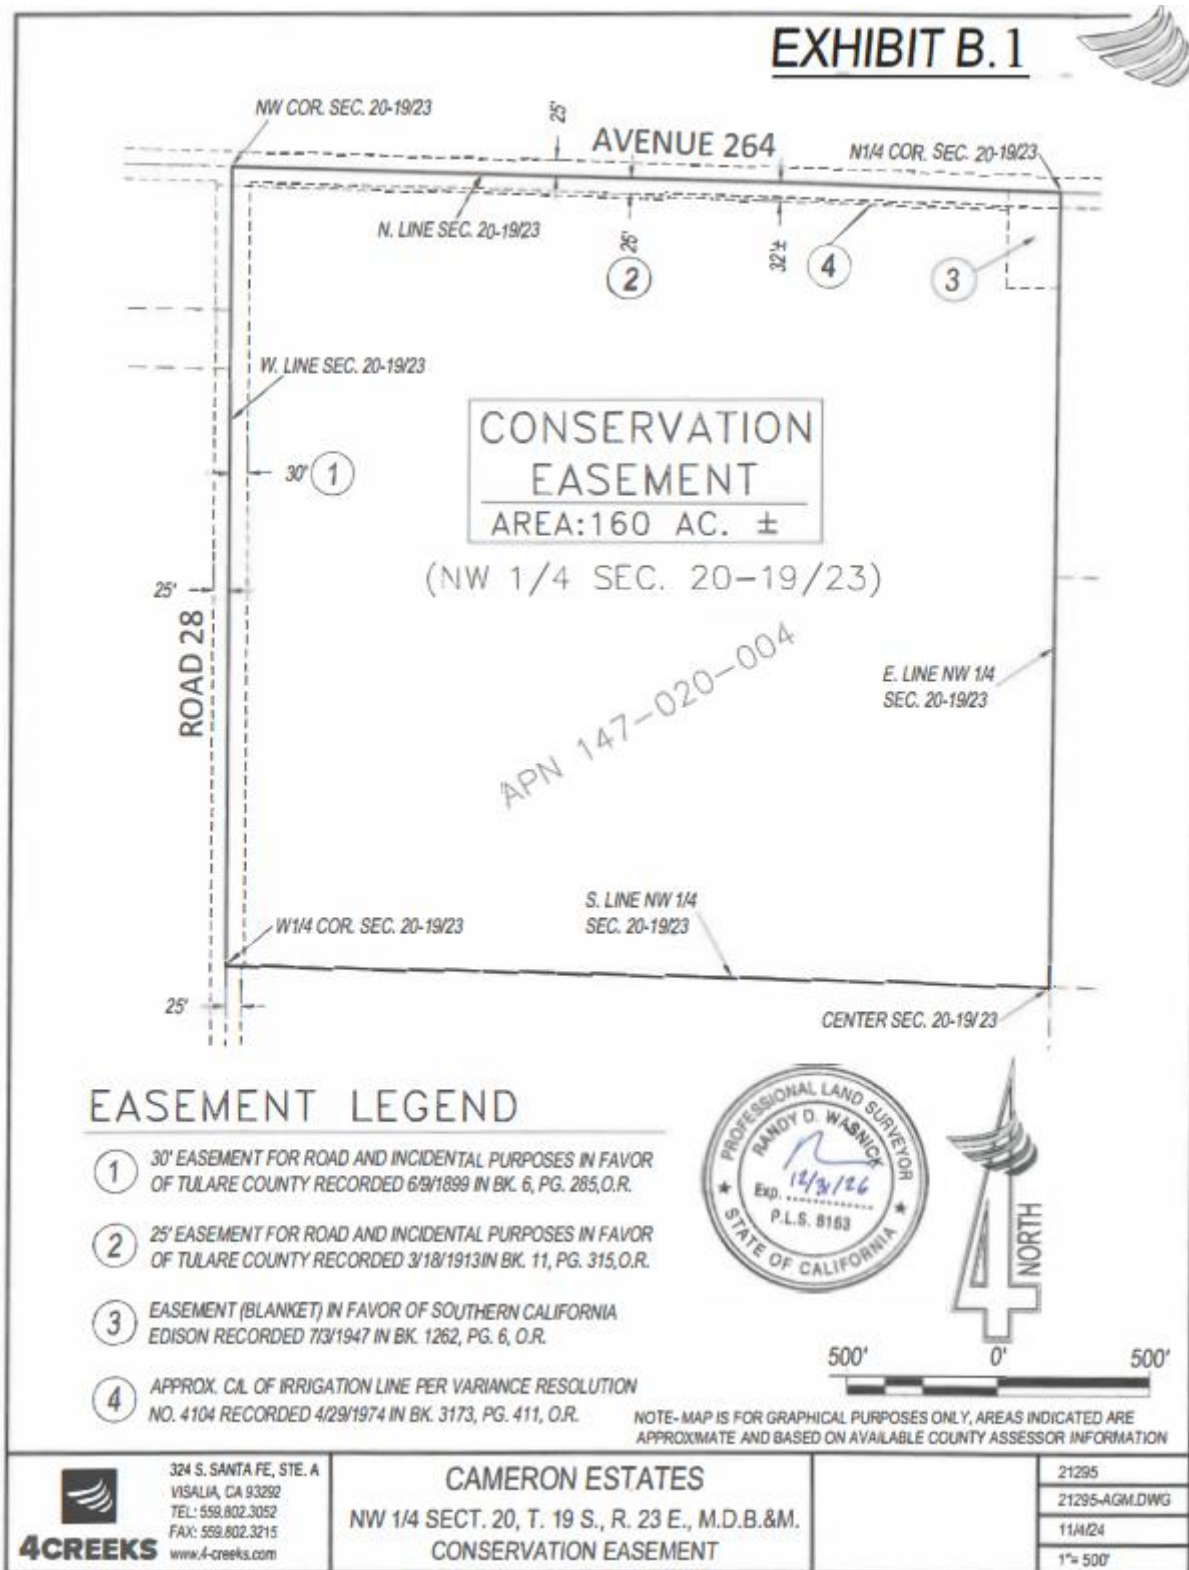 EXHIBIT B.1
NW COR. SEC. 20-19/23
25'
AVENUE 264
N1/4 COR. SEC. 20-19/23
N. LINE SEC. 20-19/23
2
32'±
4
3
W. LINE SEC. 20-19/23
30'
1
CONSERVATION
EASEMENT
AREA:160 AC. ±
(NW 1/4 SEC. 20-19/23)
25'
ROAD 28
APN 147-020-004
E. LINE NW 1/4
SEC. 20-19/23
S. LINE NW 1/4
SEC. 20-19/23
W1/4 COR. SEC. 20-19/23
25'
CENTER SEC. 20-19/23
EASEMENT LEGEND
1
30' EASEMENT FOR ROAD AND INCIDENTAL PURPOSES IN FAVOR
OF TULARE COUNTY RECORDED 6/9/1899 IN BK. 6, PG. 285,O.R.
2
25' EASEMENT FOR ROAD AND INCIDENTAL PURPOSES IN FAVOR
OF TULARE COUNTY RECORDED 3/18/1913IN BK. 11, PG. 315,O.R.
3
EASEMENT (BLANKET) IN FAVOR OF SOUTHERN CALIFORNIA
EDISON RECORDED 7/3/1947 IN BK. 1262, PG. 6, O.R.
4
APPROX. C/L OF IRRIGATION LINE PER VARIANCE RESOLUTION
NO. 4104 RECORDED 4/29/1974 IN BK. 3173, PG. 411, O.R.
PROFESSIONAL LAND SURVEYOR
RANDY D. WASNICK
Exp. 12/31/26
P.L.S. 8163
STATE OF CALIFORNIA
4
NORTH
500' 0' 500'
NOTE- MAP IS FOR GRAPHICAL PURPOSES ONLY, AREAS INDICATED ARE
APPROXIMATE AND BASED ON AVAILABLE COUNTY ASSESSOR INFORMATION
4CREEKS
324 S. SANTA FE, STE. A
VISALIA, CA 93292
TEL: 559.802.3052
FAX: 559.802.3215
www.4-creeks.com
CAMERON ESTATES
NW 1/4 SECT. 20, T. 19 S., R. 23 E., M.D.B.&M.
CONSERVATION EASEMENT
21295
21295-AGM.DWG
11/4/24
1"= 500'